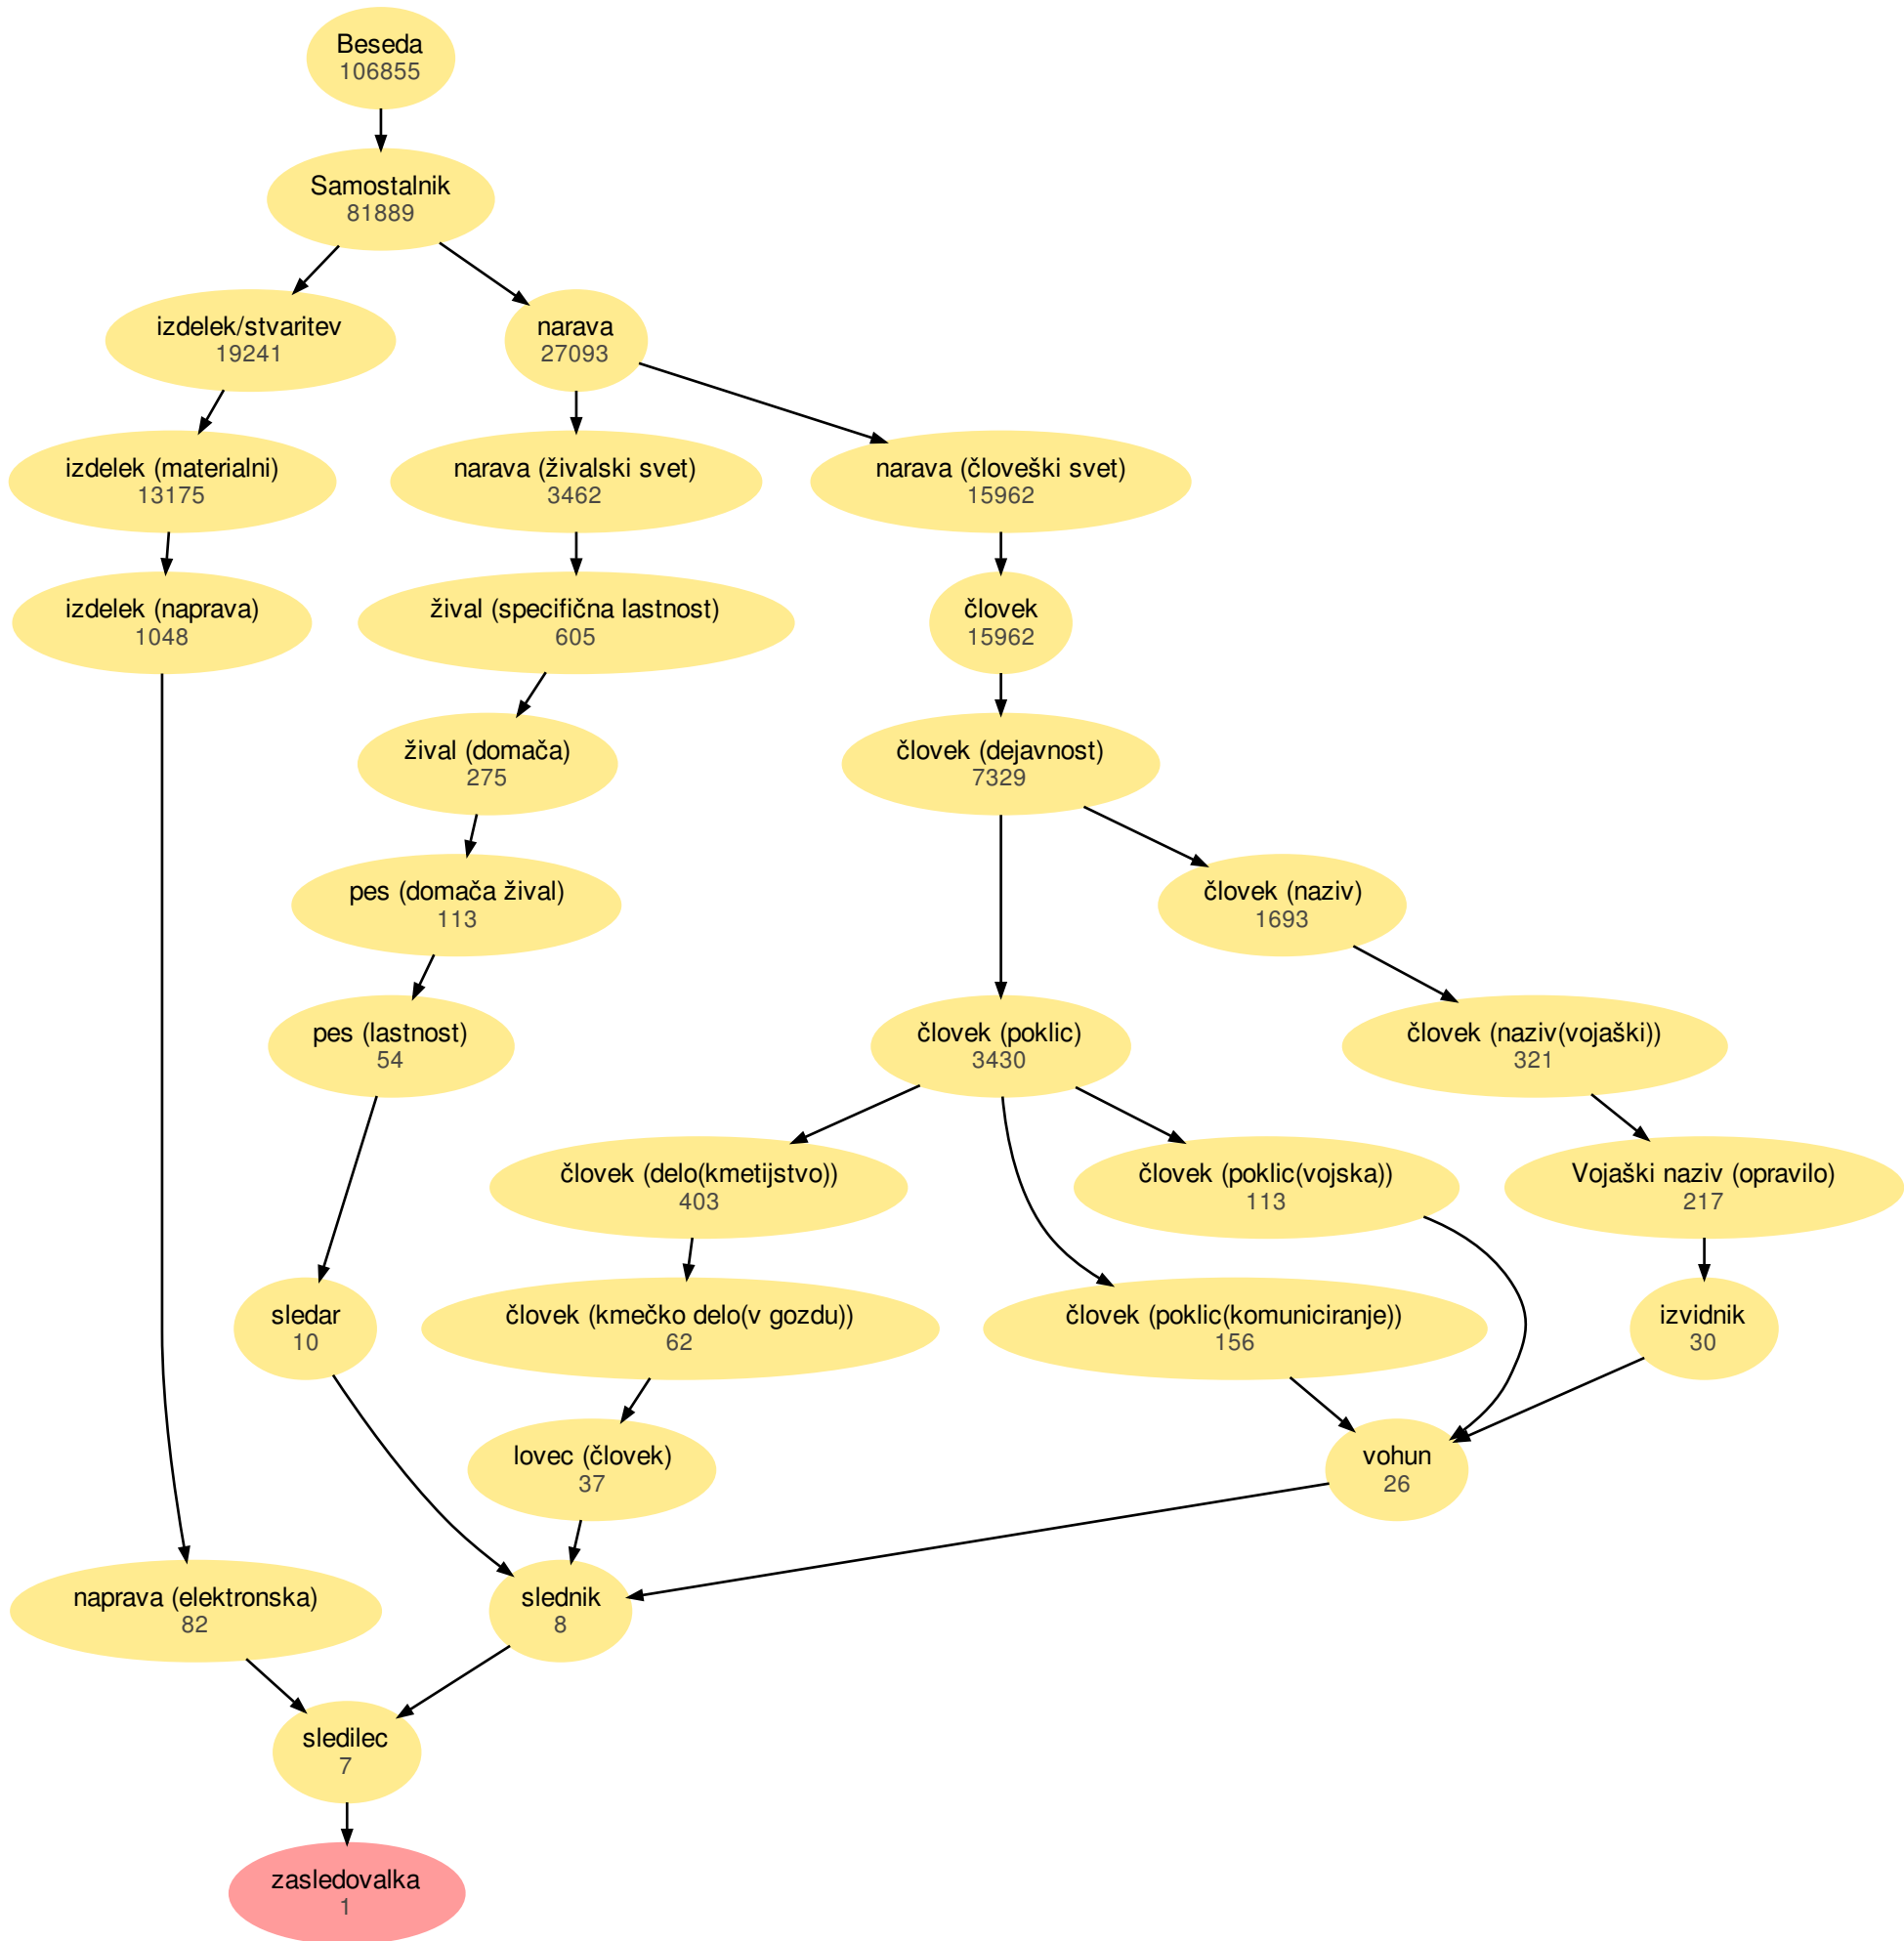 Beseda
106855
Samostalnik
81889
izdelek/stvaritev
19241
narava
27093
izdelek (materialni)
13175
narava (živalski svet)
3462
narava (človeški svet)
15962
izdelek (naprava)
1048
žival (specifična lastnost)
605
človek
15962
žival (domača)
275
človek (dejavnost)
7329
pes (domača žival)
113
človek (naziv)
1693
pes (lastnost)
54
človek (poklic)
3430
človek (naziv(vojaški))
321
človek (delo(kmetijstvo))
403
človek (poklic(vojska))
113
Vojaški naziv (opravilo)
217
sledar
10
človek (kmečko delo(v gozdu))
62
človek (poklic(komuniciranje))
156
izvidnik
30
lovec (človek)
37
vohun
26
naprava (elektronska)
82
slednik
8
sledilec
7
zasledovalka
1